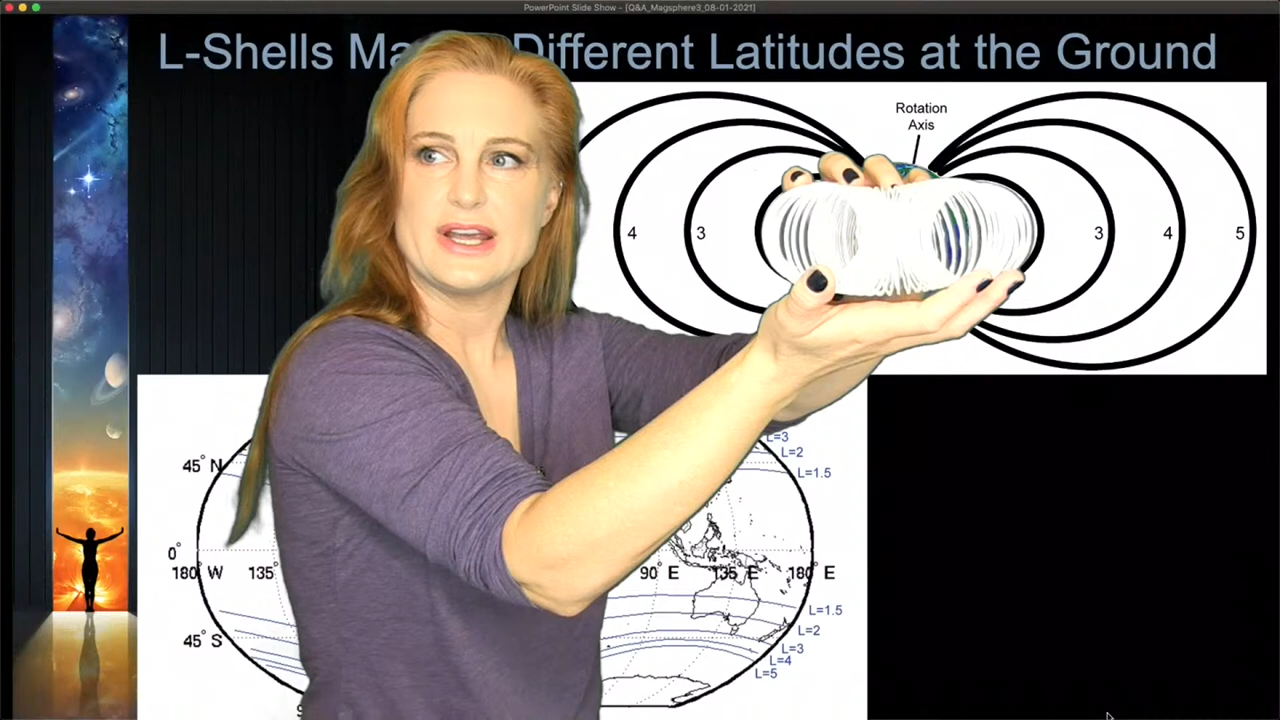 PowerPoint Slide Show - [Q&A_Magsphere3_08-01-2021]
L-Shells Ma Different Latitudes at the Ground
Rotation
Axis
4
3
3
4
5
45° N
0°
180° W
135°
90° E
135° E
180° E
45° S
L=3
L=2
L=1.5
L=1.5
L=2
L=3
L=4
L=5